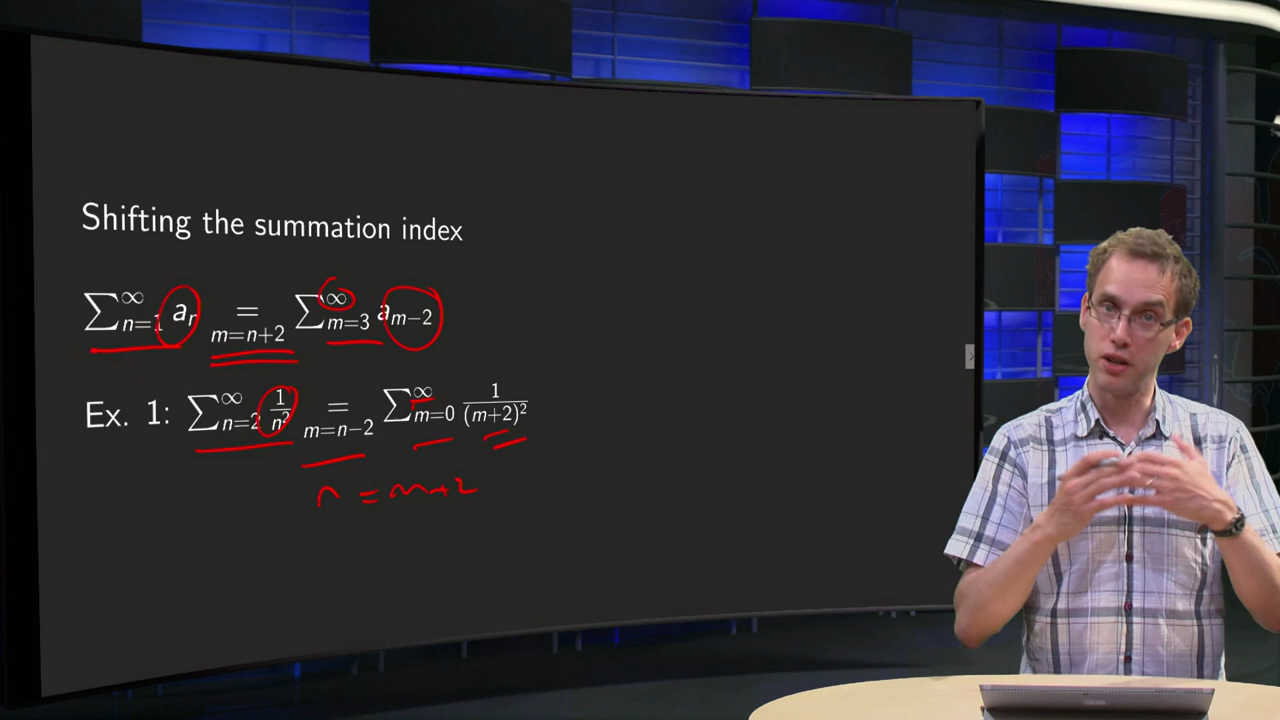 Shifting the summation index
∑_{n=1}^{∞} a_n =_{m=n+2} ∑_{m=3}^{∞} a_{m−2}
Ex. 1: ∑_{n=2}^{∞} 1/n² =_{m=n−2} ∑_{m=0}^{∞} 1/(m+2)²
n = m+2